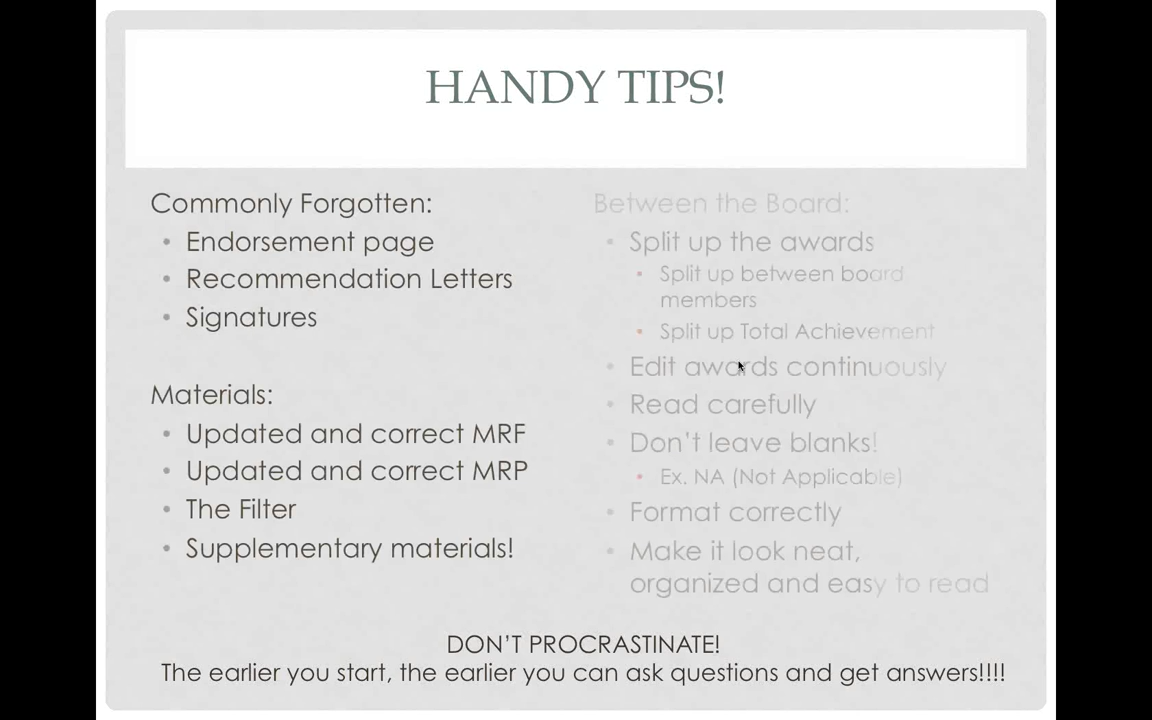 HANDY TIPS!
Commonly Forgotten:
• Endorsement page
• Recommendation Letters
• Signatures
Materials:
• Updated and correct MRF
• Updated and correct MRP
• The Filter
• Supplementary materials!
Between the Board:
• Split up the awards
• Split up between board
members
• Split up Total Achievement
• Edit awards continuously
• Read carefully
• Don’t leave blanks!
• Ex. NA (Not Applicable)
• Format correctly
• Make it look neat,
organized and easy to read
DON’T PROCRASTINATE!
The earlier you start, the earlier you can ask questions and get answers!!!!